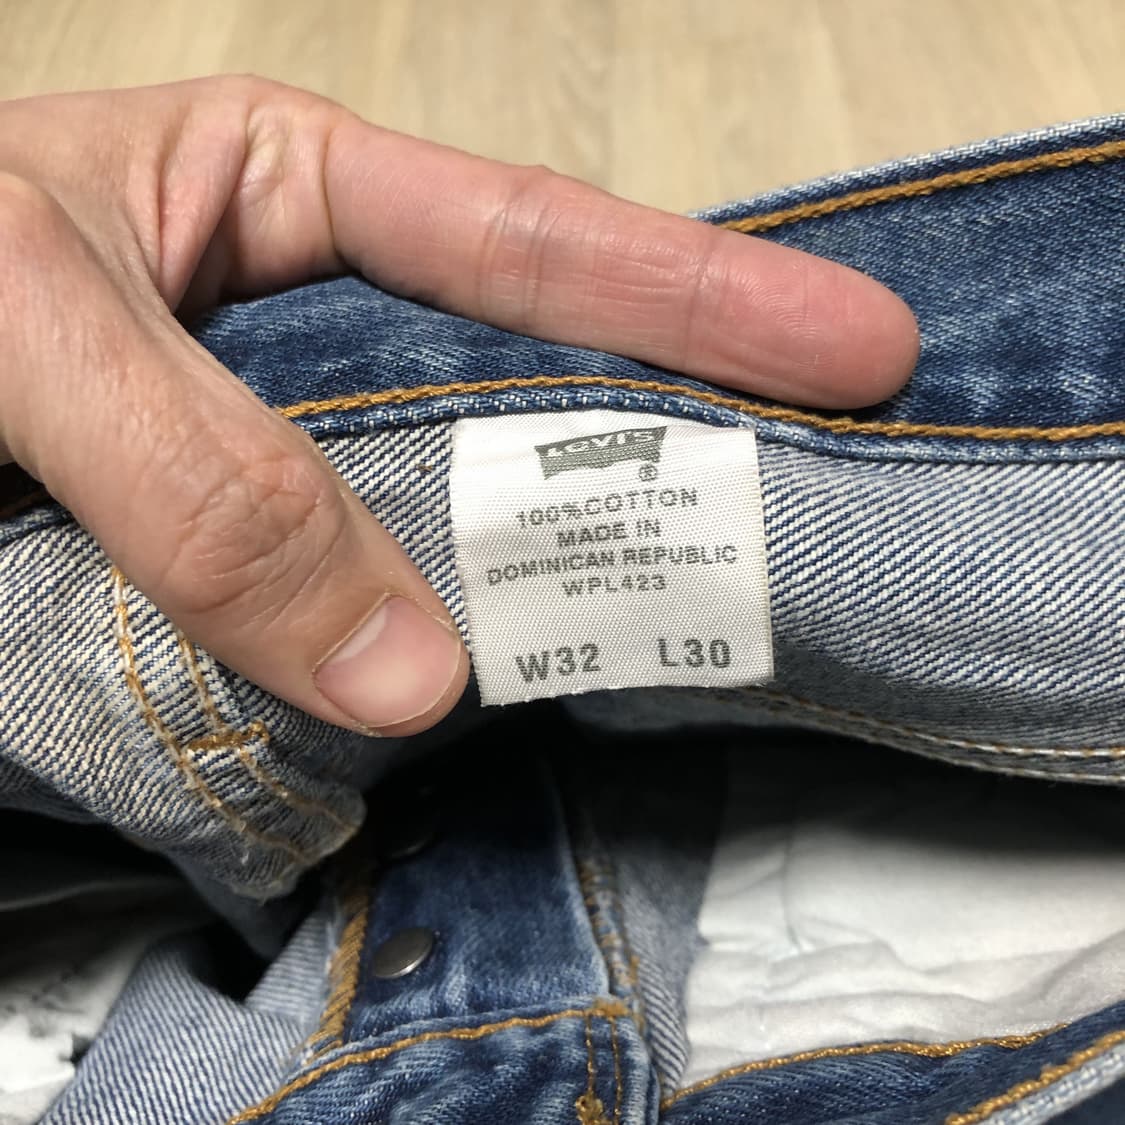 Levi's
®
100%COTTON
MADE IN
DOMINICAN REPUBLIC
WPL423
W32 L30